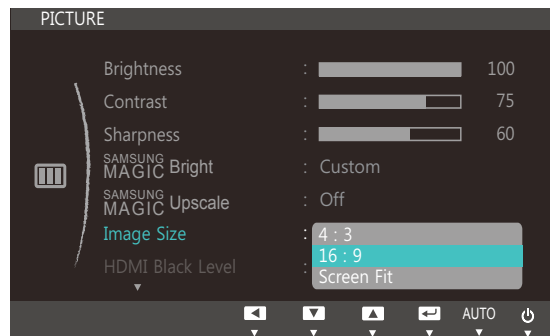 PICTURE
Brightness : 100
Contrast : 75
Sharpness : 60
SAMSUNG MAGIC Bright : Custom
SAMSUNG MAGIC Upscale : Off
Image Size : 4 : 3
16 : 9
HDMI Black Level :
Screen Fit
AUTO